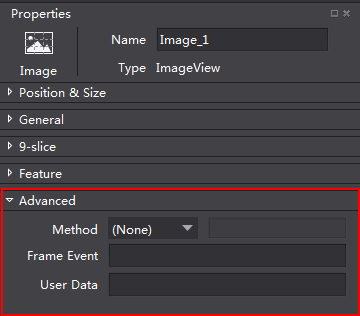 Properties
Name Image_1
Image
Type ImageView
Position & Size
General
9-slice
Feature
Advanced
Method (None)
Frame Event
User Data